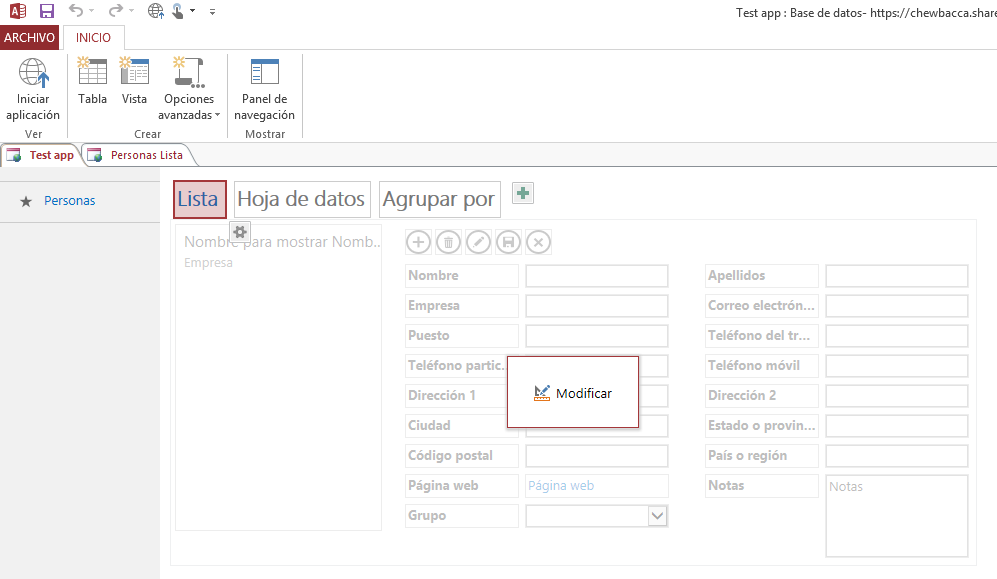 Test app : Base de datos- https://chewbacca.share
ARCHIVO
INICIO
Iniciar
aplicación
Tabla
Vista
Opciones
avanzadas
Panel de
navegación
Ver
Crear
Mostrar
Test app
Personas Lista
Personas
Lista
Hoja de datos
Agrupar por
Nombre para mostrar Nomb...
Empresa
Nombre
Apellidos
Empresa
Correo electrón...
Puesto
Teléfono del tr...
Teléfono partic...
Teléfono móvil
Modificar
Dirección 1
Dirección 2
Ciudad
Estado o provin...
Código postal
País o región
Página web
Página web
Notas
Notas
Grupo